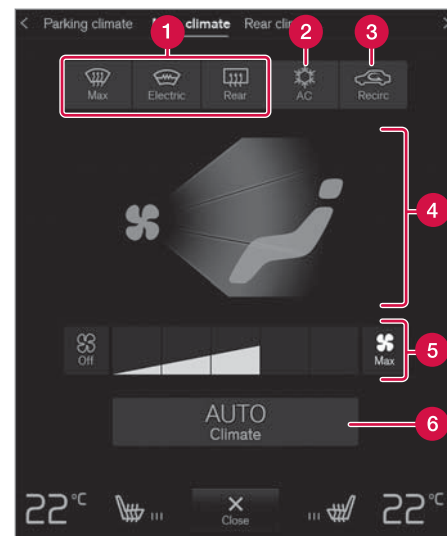 Parking climate climate Rear
1 2 3
Max Electric Rear AC Recirc
4
Off Max 5
AUTO 6
Climate
22°C Close 22°C